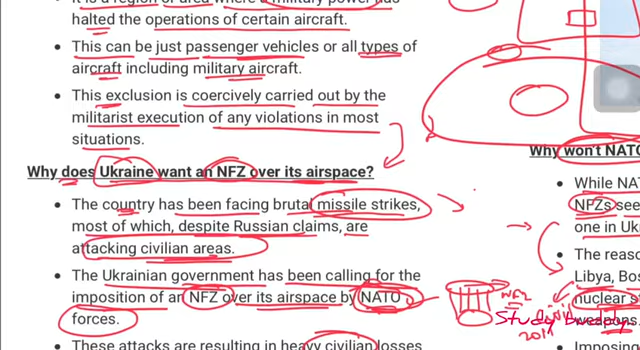 It is a region or area where a military power has
halted the operations of certain aircraft.
• This can be just passenger vehicles or all types of
aircraft including military aircraft.
• This exclusion is coercively carried out by the
militarist execution of any violations in most
situations.
Why does Ukraine want an NFZ over its airspace?
• The country has been facing brutal missile strikes,
most of which, despite Russian claims, are
attacking civilian areas.
• The Ukrainian government has been calling for the
imposition of an NFZ over its airspace by NATO
forces.
• These attacks are resulting in heavy civilian losses
Why won't NATO
• While NA
NFZs see
one in Uk
• The reaso
Libya, Bos
nuclear s
weapons.
• Imposing
NFZ